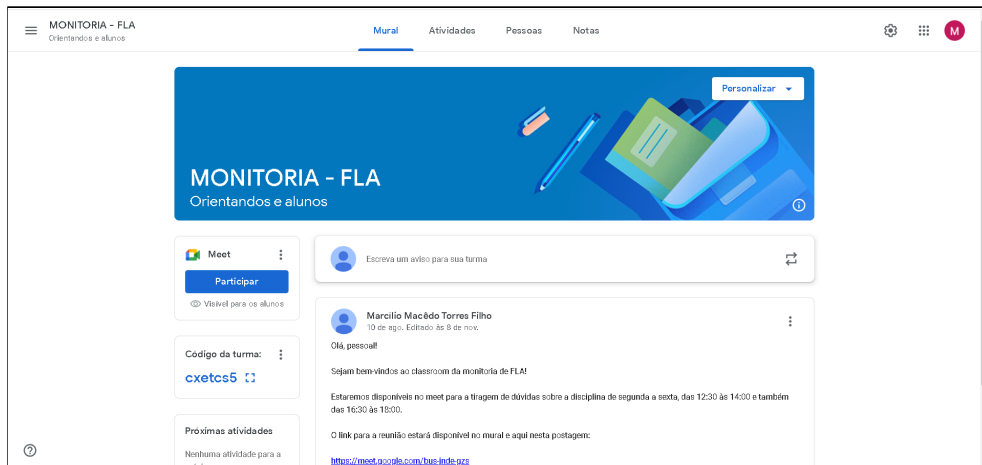 MONITORIA - FLA
Orientandos e alunos
Mural
Atividades
Pessoas
Notas
M
Personalizar
MONITORIA - FLA
Orientandos e alunos
Meet
Participar
Visível para os alunos
Código da turma:
cxetcs5
Próximas atividades
Nenhuma atividade para a
Escreva um aviso para sua turma
Marcilio Macêdo Torres Filho
10 de ago. Editado às 8 de nov.
Olá, pessoal!
Sejam bem-vindos ao classroom da monitoria de FLA!
Estaremos disponíveis no meet para a tiragem de dúvidas sobre a disciplina de segunda a sexta, das 12:30 às 14:00 e também
das 16:30 às 18:00.
O link para a reunião estará disponível no mural e aqui nesta postagem:
https://meet.google.com/bus-inde-gzs